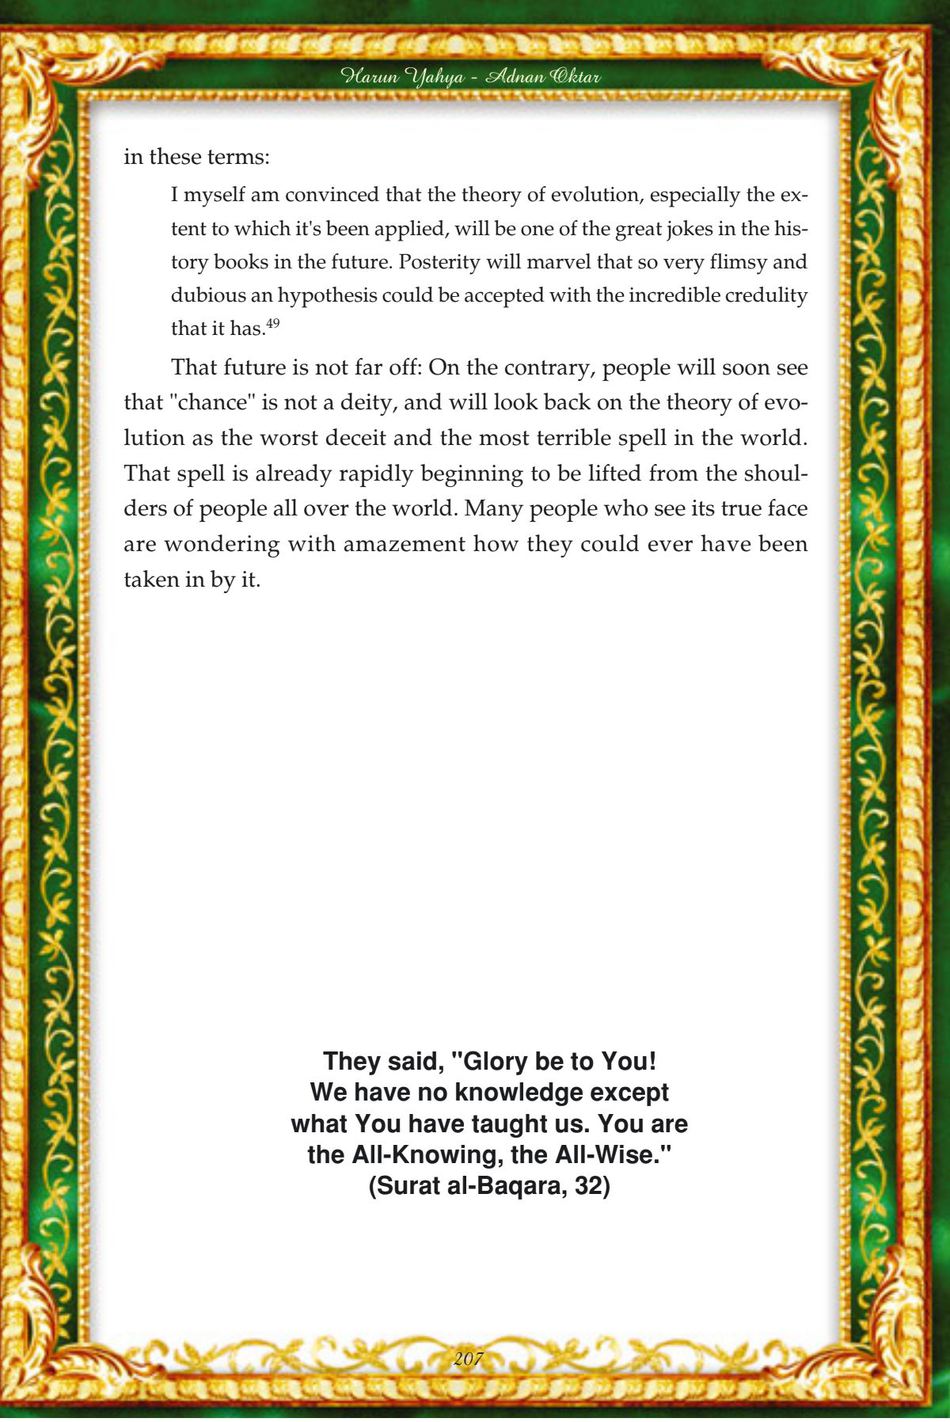 Harun Yahya - Adnan Oktar
in these terms:
I myself am convinced that the theory of evolution, especially the ex-
tent to which it's been applied, will be one of the great jokes in the his-
tory books in the future. Posterity will marvel that so very flimsy and
dubious an hypothesis could be accepted with the incredible credulity
that it has.49
That future is not far off: On the contrary, people will soon see
that "chance" is not a deity, and will look back on the theory of evo-
lution as the worst deceit and the most terrible spell in the world.
That spell is already rapidly beginning to be lifted from the shoul-
ders of people all over the world. Many people who see its true face
are wondering with amazement how they could ever have been
taken in by it.
They said, "Glory be to You!
We have no knowledge except
what You have taught us. You are
the All-Knowing, the All-Wise."
(Surat al-Baqara, 32)
207